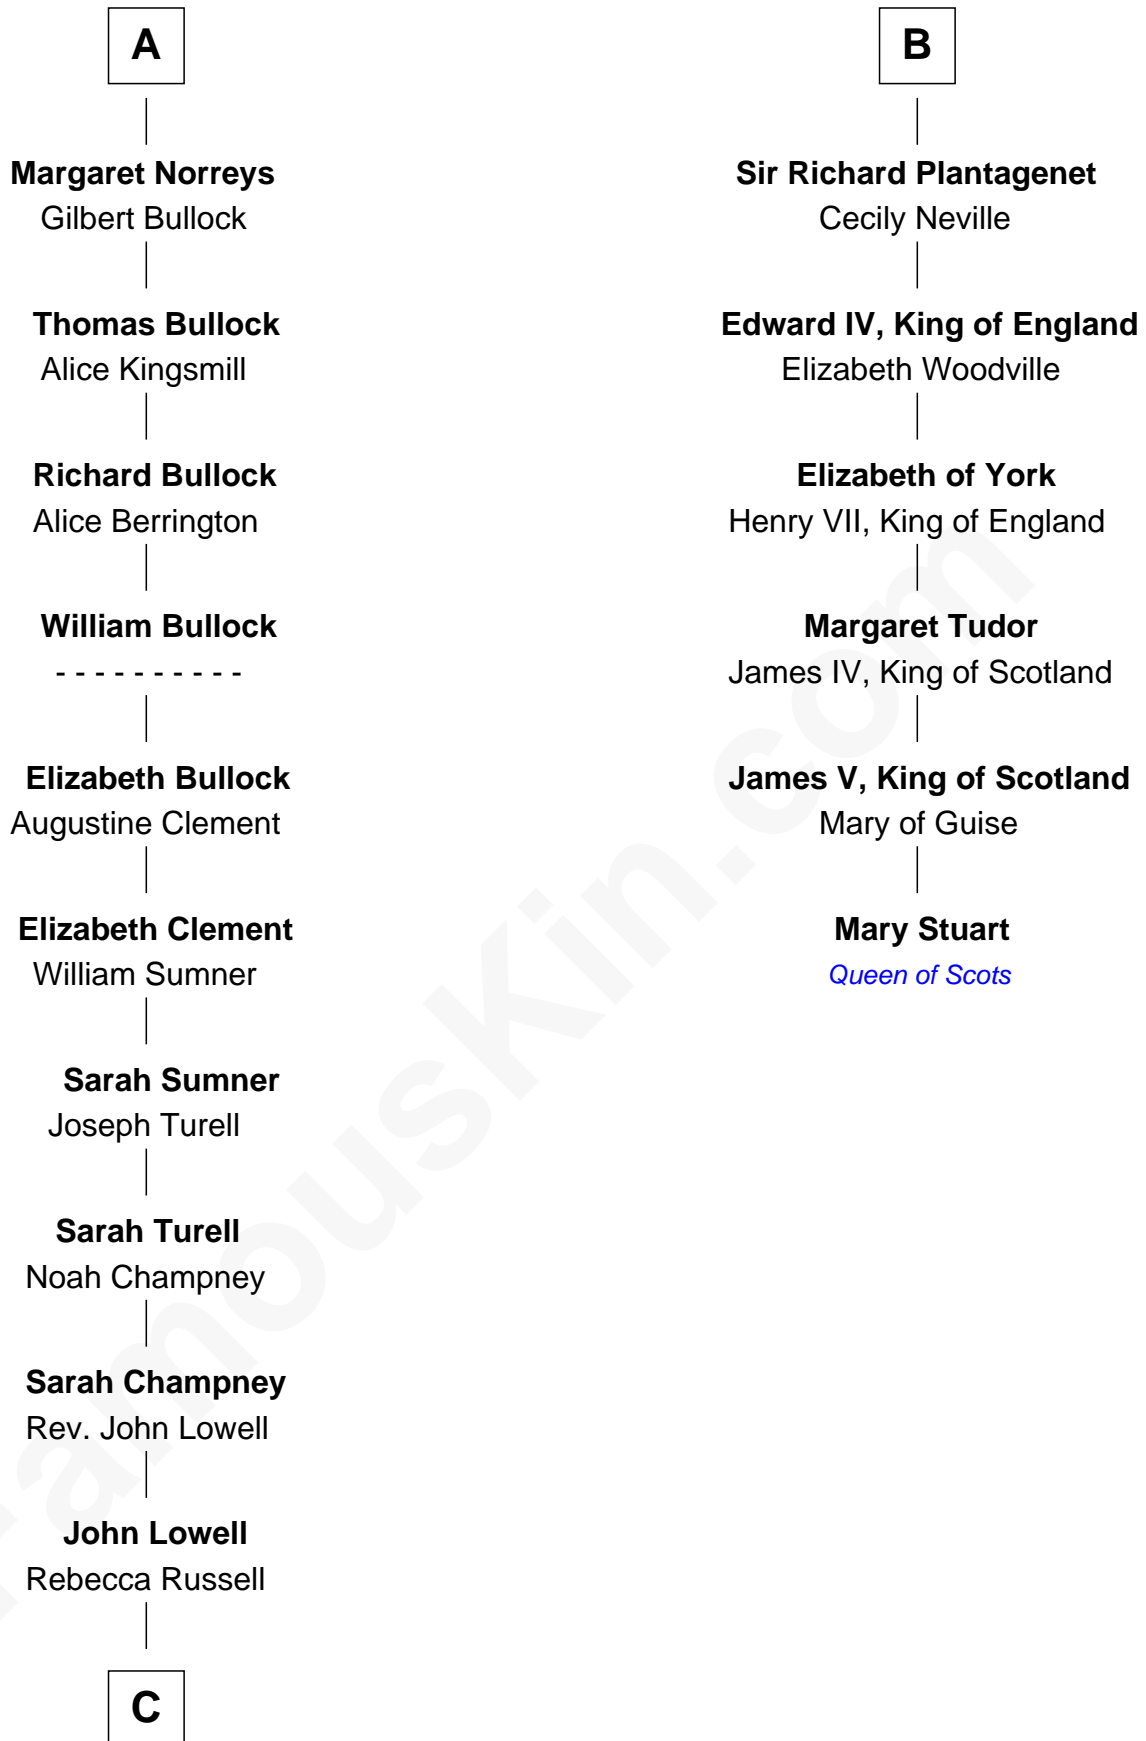 A
Margaret Norreys
Gilbert Bullock
Thomas Bullock
Alice Kingsmill
Richard Bullock
Alice Berrington
William Bullock
- - - - - - - - - -
Elizabeth Bullock
Augustine Clement
Elizabeth Clement
William Sumner
Sarah Sumner
Joseph Turell
Sarah Turell
Noah Champney
Sarah Champney
Rev. John Lowell
John Lowell
Rebecca Russell
C
B
Sir Richard Plantagenet
Cecily Neville
Edward IV, King of England
Elizabeth Woodville
Elizabeth of York
Henry VII, King of England
Margaret Tudor
James IV, King of Scotland
James V, King of Scotland
Mary of Guise
Mary Stuart
Queen of Scots
FamousKin.com